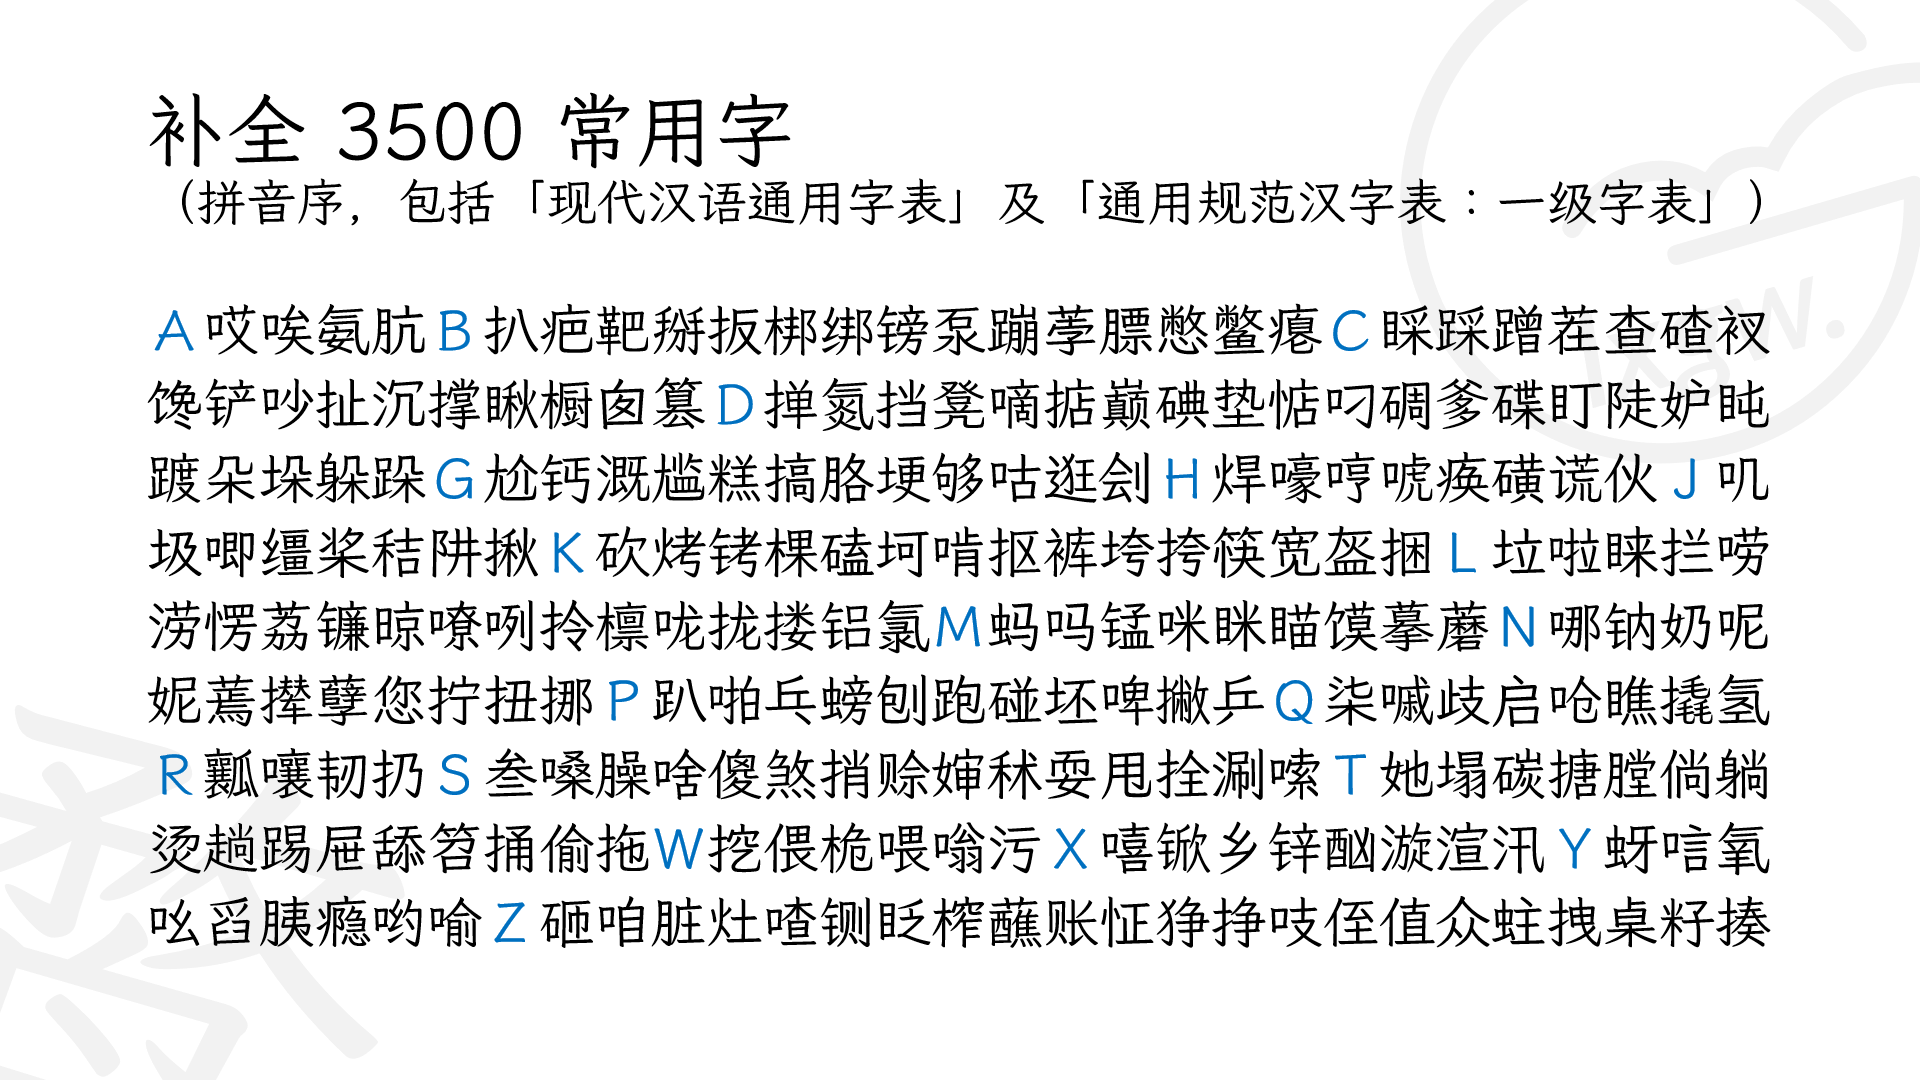 补全 3500 常用字
（拼音序，包括「现代汉语通用字表」及「通用规范汉字表：一级字表」）
A 哎唉氨肮 B 扒疤靶掰扳梆绑镑泵蹦荸膘憋鳖瘪 C 睬踩蹭茬查碴衩
馋铲吵扯沉撑瞅橱囱篡 D 掸氮挡凳嘀掂巅碘垫惦叼碉爹碟盯陡妒盹
踱朵垛躲跺 G 尬钙溉尴糕搞胳埂够咕逛刽 H 焊嚎哼唬痪磺谎伙 J 叽
圾唧缰桨秸阱揪 K 砍烤铐棵磕坷啃抠裤垮挎筷宽盔捆 L 垃啦睐拦唠
涝愣荔镰晾嘹咧拎檩咙拢搂铝氯 M 蚂吗锰咪眯瞄馍摹蘑 N 哪钠奶呢
妮蔫撵孽您拧扭挪 P 趴啪乓螃刨跑碰坯啤撇乒 Q 柒嘁歧启呛瞧撬氢
R 瓤嚷韧扔 S 叁嗓臊啥傻煞捎赊婶秫耍甩拴涮嗦 T 她塌碳搪膛倘躺
烫趟踢屉舔笤捅偷拖 W 挖偎桅喂嗡污 X 嘻锨乡锌酗漩渲汛 Y 蚜唁氧
吆舀胰瘾哟喻 Z 砸咱脏灶喳铡眨榨蘸账怔狰挣吱侄值众蛀拽桌籽揍